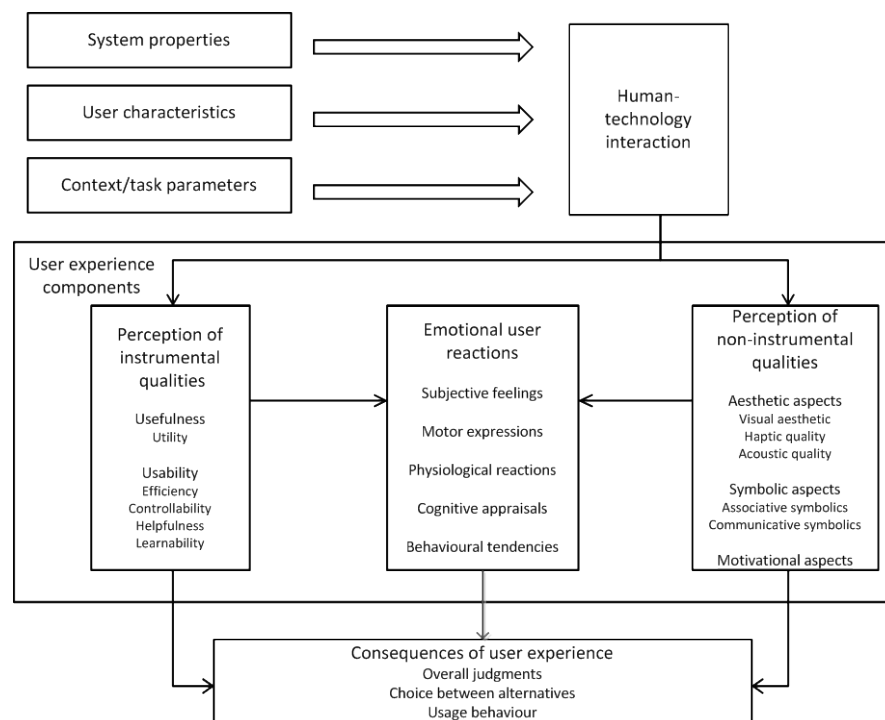 System properties
User characteristics
Context/task parameters
Human-
technology
interaction
User experience
components
Perception of
instrumental
qualities
Usefulness
Utility
Usability
Efficiency
Controllability
Helpfulness
Learnability
Emotional user
reactions
Subjective feelings
Motor expressions
Physiological reactions
Cognitive appraisals
Behavioural tendencies
Perception of
non-instrumental
qualities
Aesthetic aspects
Visual aesthetic
Haptic quality
Acoustic quality
Symbolic aspects
Associative symbolics
Communicative symbolics
Motivational aspects
Consequences of user experience
Overall judgments
Choice between alternatives
Usage behaviour